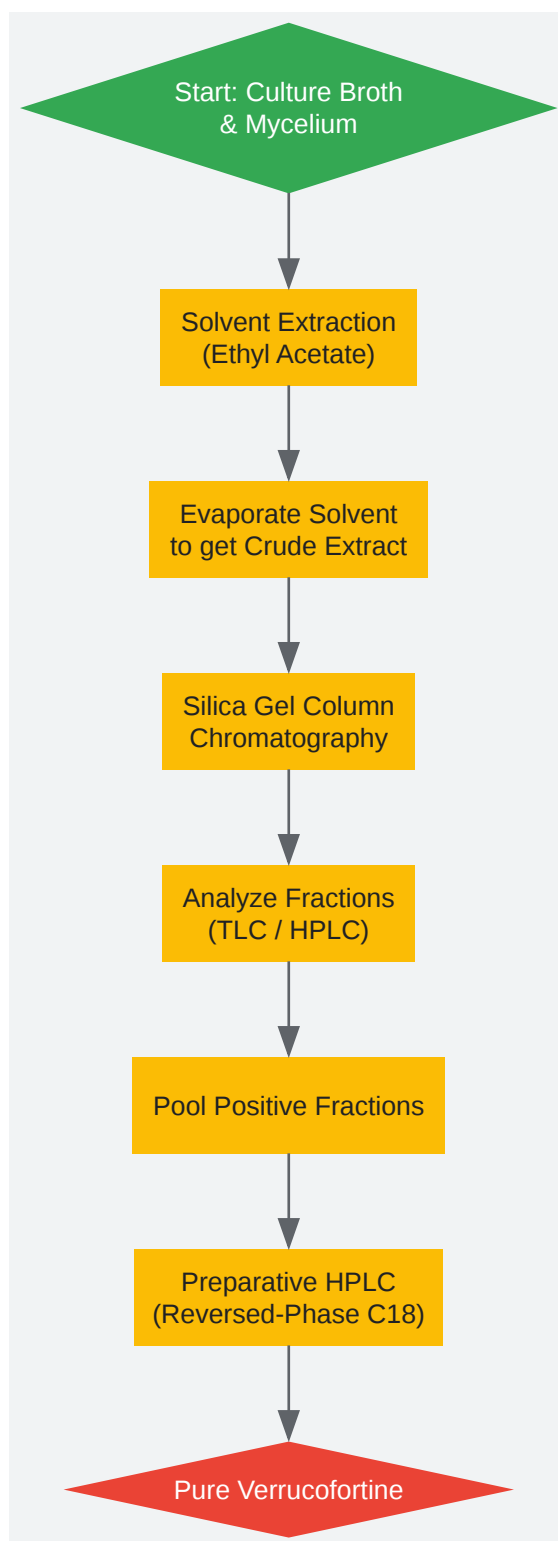 Start: Culture Broth
& Mycelium
Solvent Extraction
(Ethyl Acetate)
Evaporate Solvent
to get Crude Extract
Silica Gel Column
Chromatography
Analyze Fractions
(TLC / HPLC)
Pool Positive Fractions
Preparative HPLC
(Reversed-Phase C18)
Pure Verrucofortine